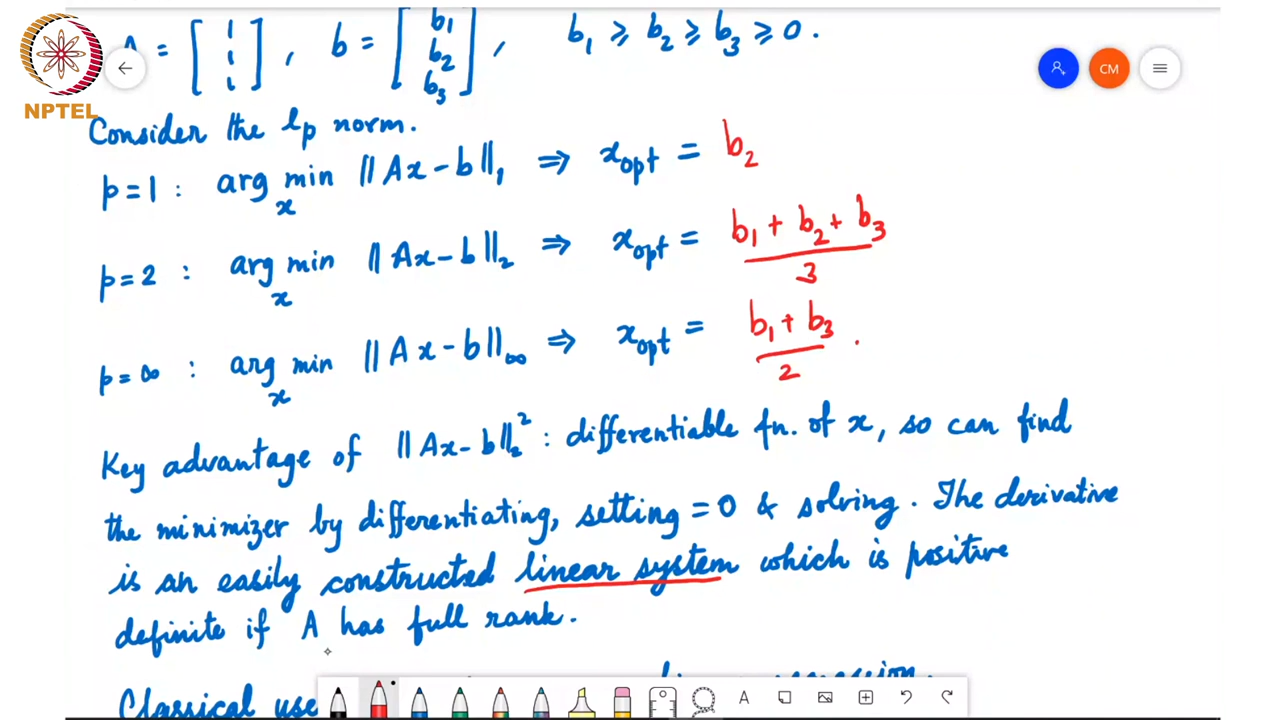 A = [1 1 1], b = [b1 b2 b3], b1 ≥ b2 ≥ b3 ≥ 0.
CM
NPTEL
Consider the lp norm.
p=1 : arg min x ||Ax-b||1 ⇒ xopt = b2
p=2 : arg min x ||Ax-b||2 ⇒ xopt = (b1 + b2 + b3)/3
p=∞ : arg min x ||Ax-b||∞ ⇒ xopt = (b1 + b3)/2 .
Key advantage of ||Ax-b||2^2 : differentiable fn. of x, so can find
the minimizer by differentiating, setting = 0 & solving. The derivative
is an easily constructed linear system which is positive
definite if A has full rank.
Classical use
A